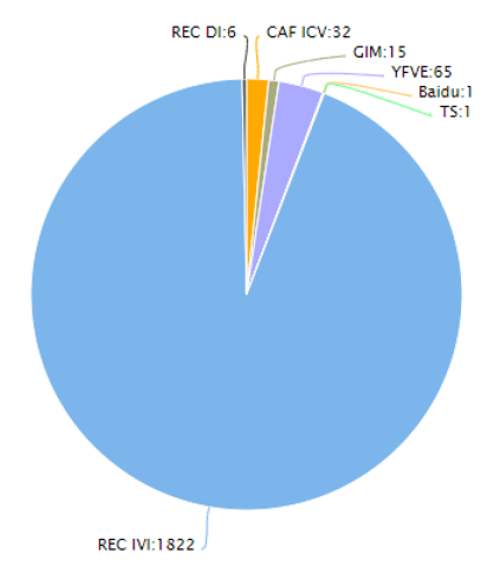 REC DI:6
CAF ICV:32
GIM:15
YFVE:65
Baidu:1
TS:1
REC IVI:1822